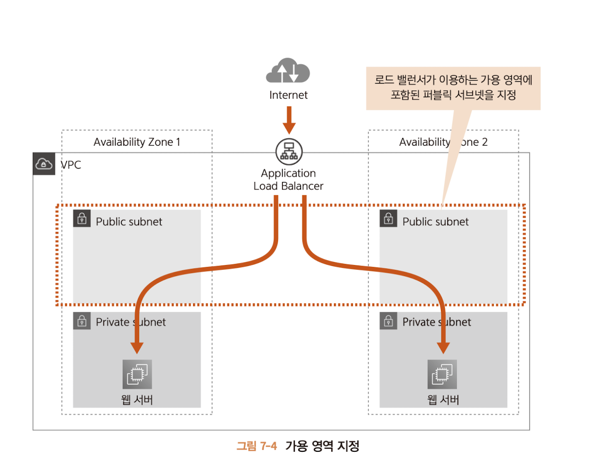 로드 밸런서가 이용하는 가용 영역에
포함된 퍼블릭 서브넷을 지정
Internet
Availability Zone 1
Availability Zone 2
VPC
Application
Load Balancer
Public subnet
Public subnet
Private subnet
Private subnet
웹 서버
웹 서버
그림 7-4 가용 영역 지정